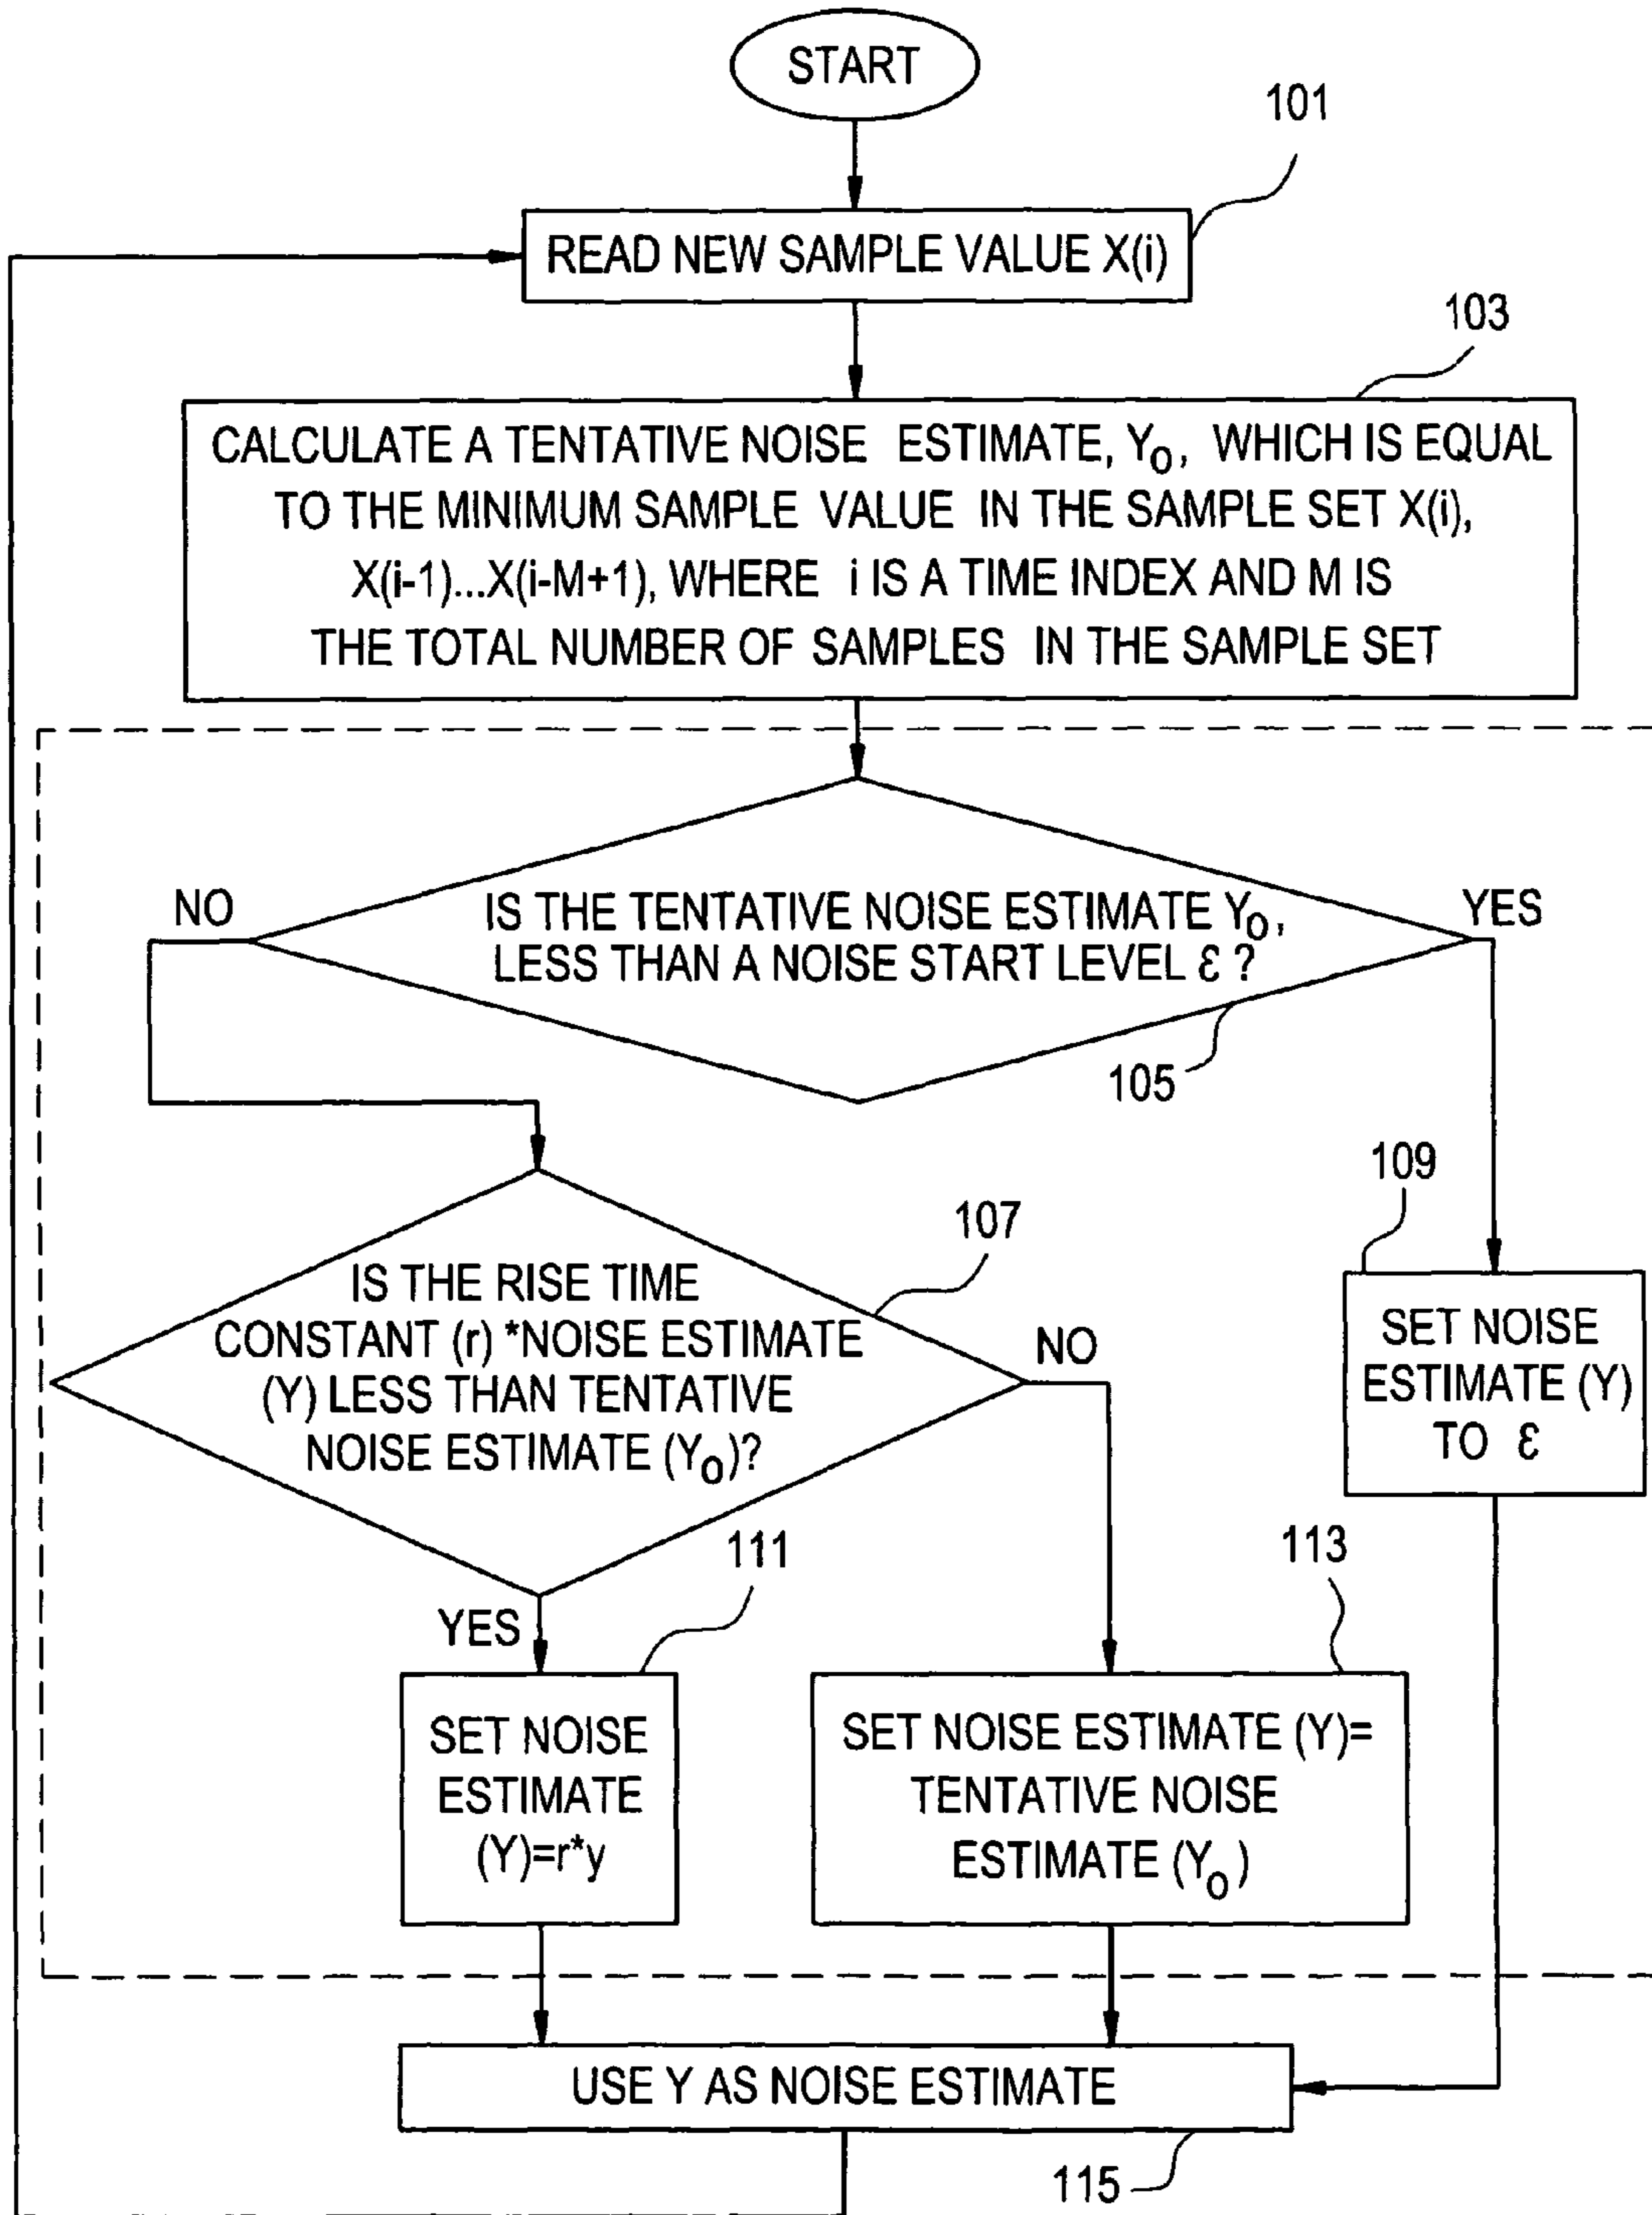 START
101
READ NEW SAMPLE VALUE X(i)
103
CALCULATE A TENTATIVE NOISE ESTIMATE, Y₀, WHICH IS EQUAL
TO THE MINIMUM SAMPLE VALUE IN THE SAMPLE SET X(i),
X(i-1)...X(i-M+1), WHERE i IS A TIME INDEX AND M IS
THE TOTAL NUMBER OF SAMPLES IN THE SAMPLE SET
NO
IS THE TENTATIVE NOISE ESTIMATE Y₀,
LESS THAN A NOISE START LEVEL ε ?
YES
105
109
107
IS THE RISE TIME
CONSTANT (r) *NOISE ESTIMATE
(Y) LESS THAN TENTATIVE
NOISE ESTIMATE (Y₀)?
NO
SET NOISE
ESTIMATE (Y)
TO ε
YES
111
113
SET NOISE
ESTIMATE
(Y)=r*y
SET NOISE ESTIMATE (Y)=
TENTATIVE NOISE
ESTIMATE (Y₀)
USE Y AS NOISE ESTIMATE
115